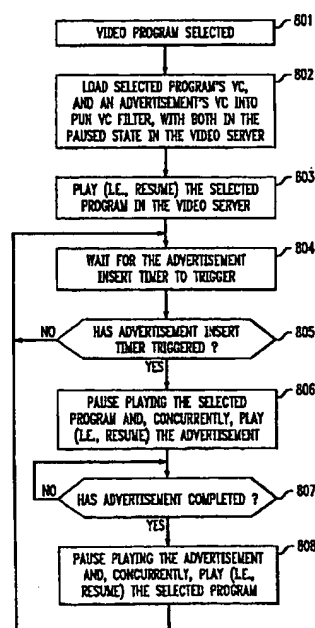 801
VIDEO PROGRAM SELECTED
802
LOAD SELECTED PROGRAM'S VC,
AND AN ADVERTISEMENT'S VC INTO
PUN VC FILTER, WITH BOTH IN THE
PAUSED STATE IN THE VIDEO SERVER
803
PLAY (I.E., RESUME) THE SELECTED
PROGRAM IN THE VIDEO SERVER
804
WAIT FOR THE ADVERTISEMENT
INSERT TIMER TO TRIGGER
NO
HAS ADVERTISEMENT INSERT
TIMER TRIGGERED ?
805
YES
806
PAUSE PLAYING THE SELECTED
PROGRAM AND, CONCURRENTLY, PLAY
(I.E., RESUME) THE ADVERTISEMENT
NO
HAS ADVERTISEMENT COMPLETED ?
807
YES
808
PAUSE PLAYING THE ADVERTISEMENT
AND, CONCURRENTLY, PLAY (I.E.,
RESUME) THE SELECTED PROGRAM